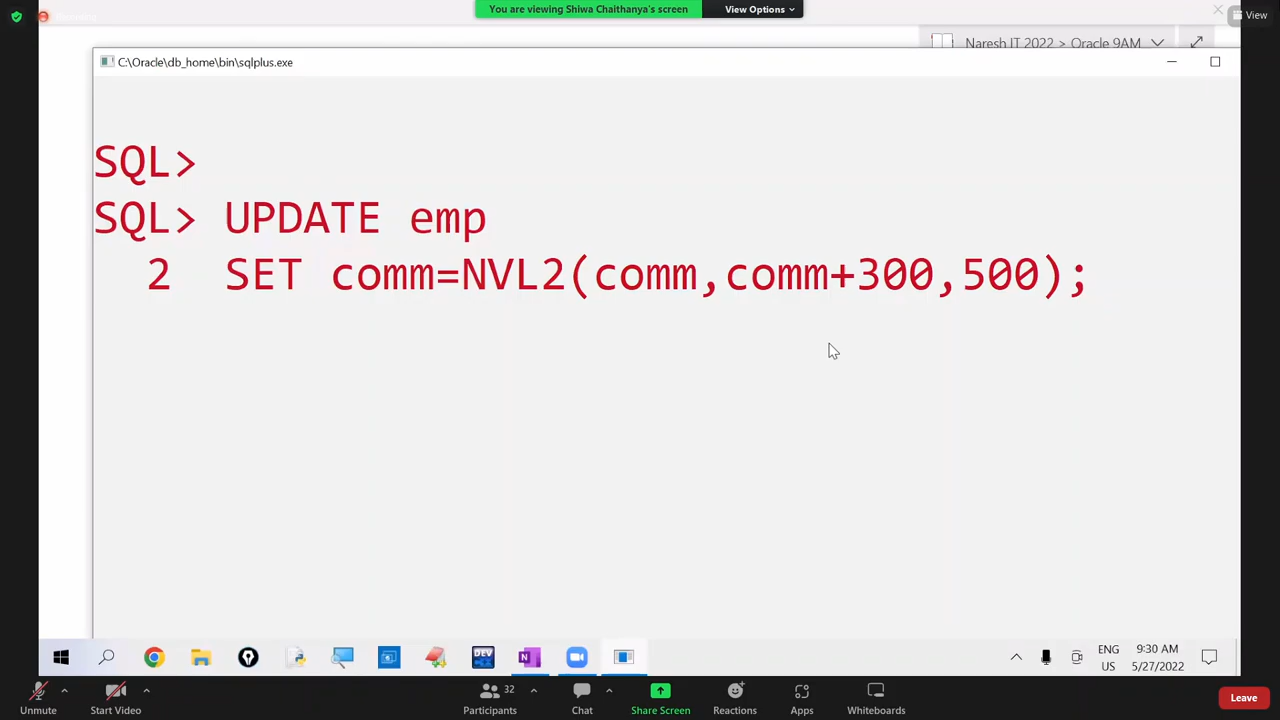 You are viewing Shiwa Chaithanya's screen
View Options
View
Naresh IT 2022 > Oracle 9AM
C:\Oracle\db_home\bin\sqlplus.exe
SQL>
SQL> UPDATE emp
2 SET comm=NVL2(comm,comm+300,500);
DEV
ENG
US
9:30 AM
5/27/2022
Unmute
Start Video
Participants
32
Chat
Share Screen
Reactions
Apps
Whiteboards
Leave